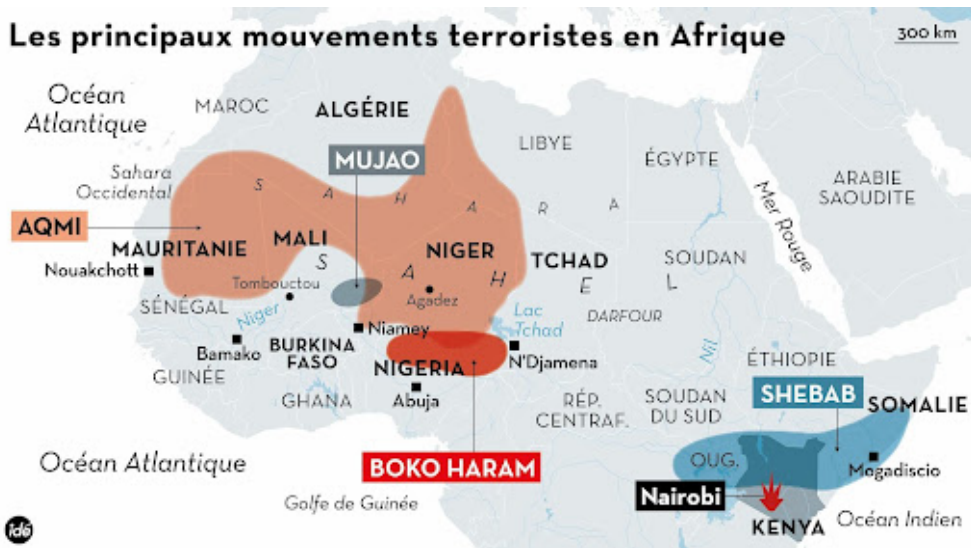 Les principaux mouvements terroristes en Afrique
300 km
Océan
Atlantique
MAROC
ALGÉRIE
LIBYE
ÉGYPTE
ARABIE
SAOUDITE
Mer Rouge
MUJAO
Sahara
Occidental
S A H A R A
AQMI
MAURITANIE
MALI
NIGER
TCHAD
SOUDAN
Nouakchott
S A H E L
Tombouctou
Agadez
SÉNÉGAL
Niger
Niamey
Lac
Tchad
DARFOUR
Nil
Bamako
BURKINA
FASO
NIGERIA
N'Djamena
ÉTHIOPIE
GUINÉE
GHANA
Abuja
RÉP.
CENTRAF.
SOUDAN
DU SUD
SHEBAB
SOMALIE
Océan Atlantique
BOKO HARAM
OUG.
Mogadiscio
Golfe de Guinée
Nairobi
KENYA
Océan Indien
idé